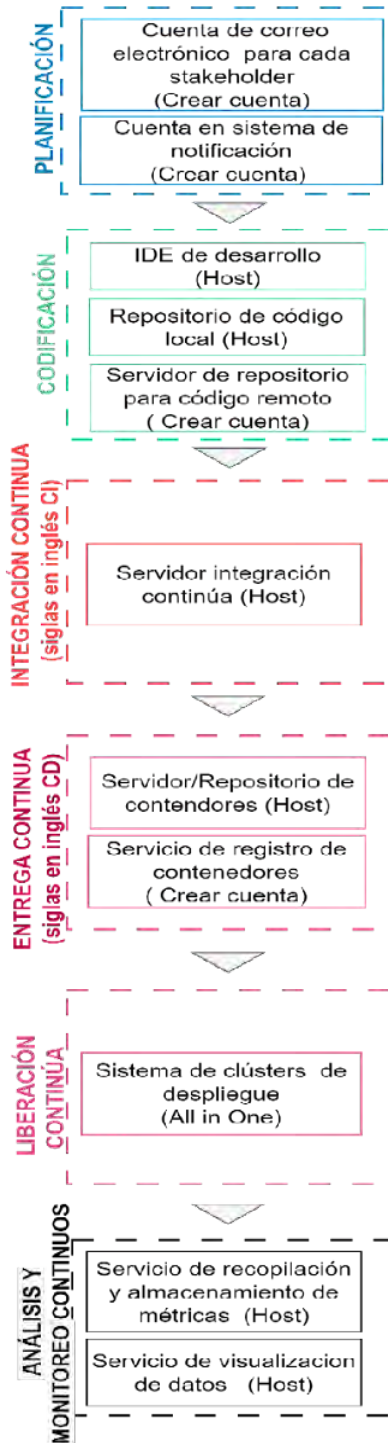 PLANIFICACIÓN
Cuenta de correo
electrónico para cada
stakeholder
(Crear cuenta)
Cuenta en sistema de
notificación
(Crear cuenta)
CODIFICACIÓN
IDE de desarrollo
(Host)
Repositorio de código
local (Host)
Servidor de repositorio
para código remoto
( Crear cuenta)
INTEGRACIÓN CONTINUA
(siglas en inglés CI)
Servidor integración
continúa (Host)
ENTREGA CONTINUA
(siglas en inglés CD)
Servidor/Repositorio de
contendores (Host)
Servicio de registro de
contenedores
( Crear cuenta)
LIBERACIÓN
CONTINÚA
Sistema de clústers de
despliegue
(All in One)
ANÁLISIS Y
MONITOREO CONTINUOS
Servicio de recopilación
y almacenamiento de
métricas (Host)
Servicio de visualizacion
de datos (Host)